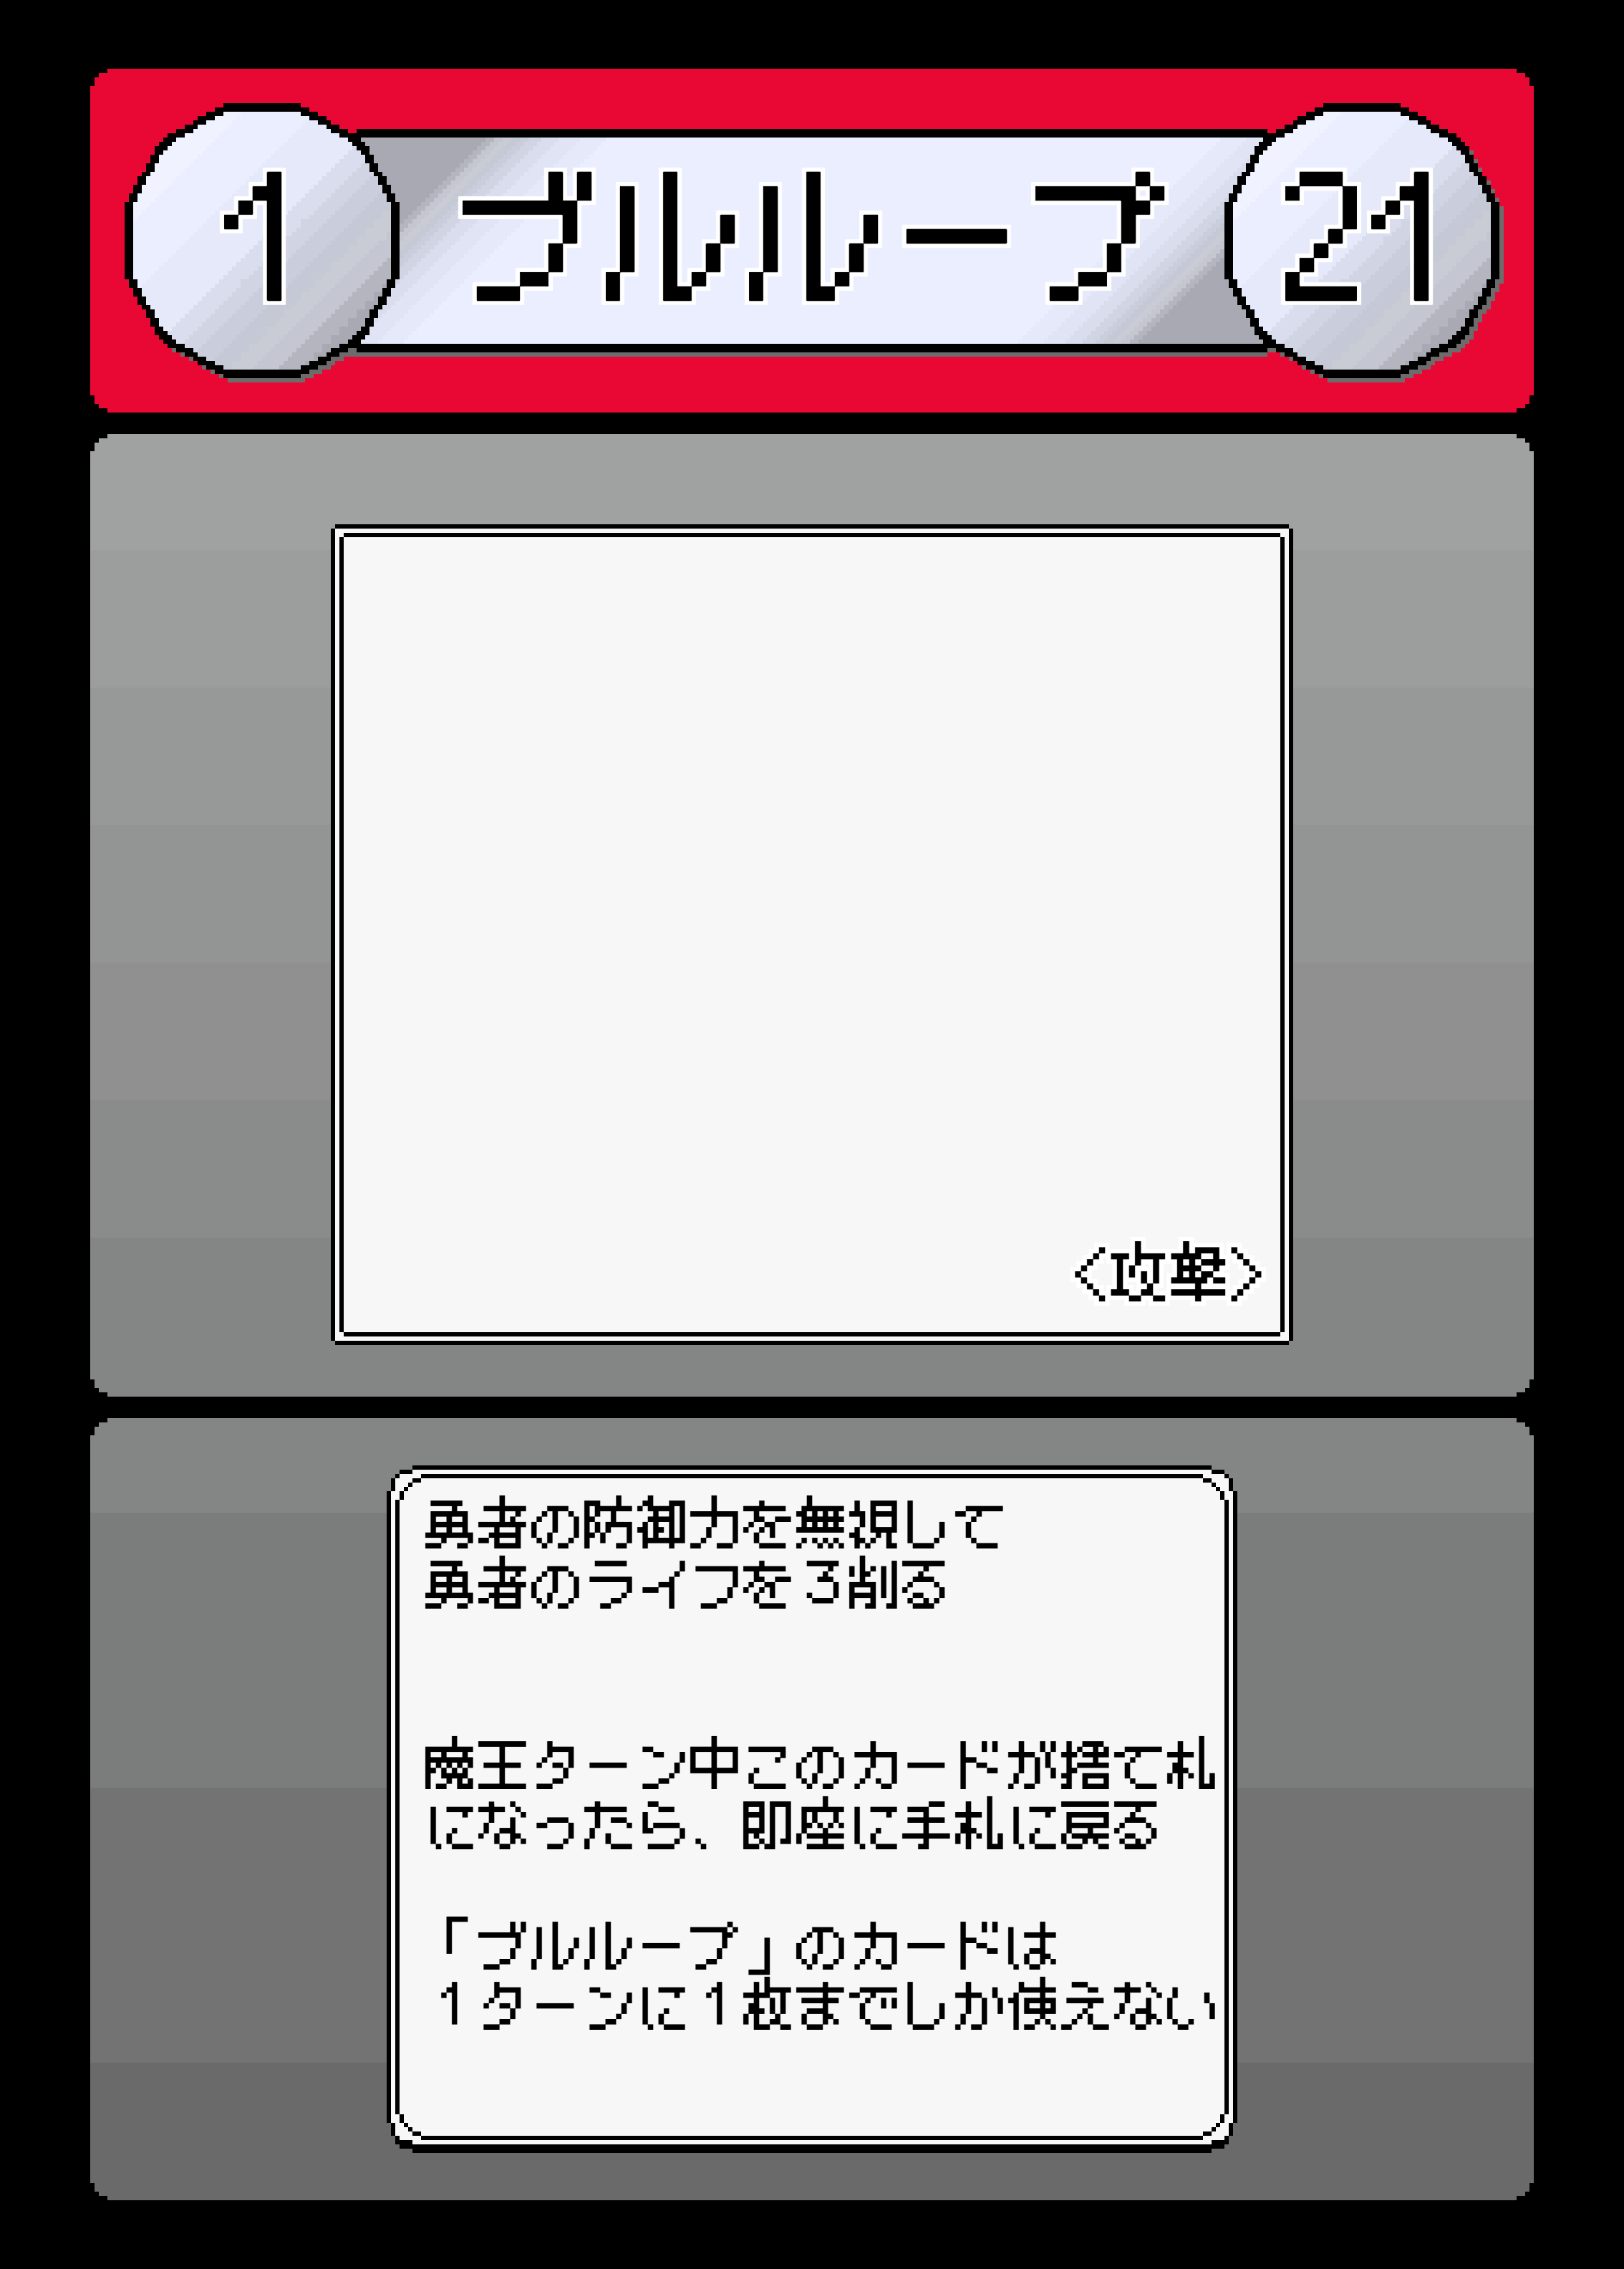 1 ブルループ 21
〈攻撃〉
勇者の防御力を無視して
勇者のライフを3削る
魔王ターン中このカードが捨て札
になったら、即座に手札に戻る
「ブルループ」のカードは
1ターンに1枚までしか使えない